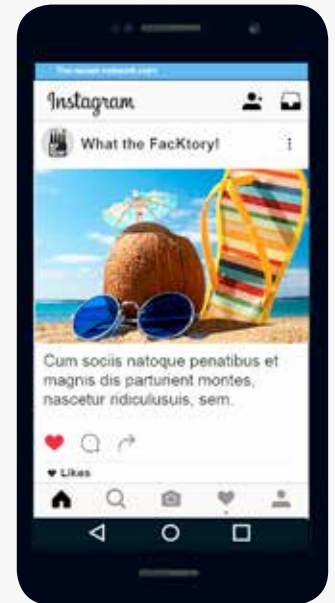 Instagram
What the FacKtory!
Cum sociis natoque penatibus et
magnis dis parturient montes,
nascetur ridiculusuis, sem.
Likes